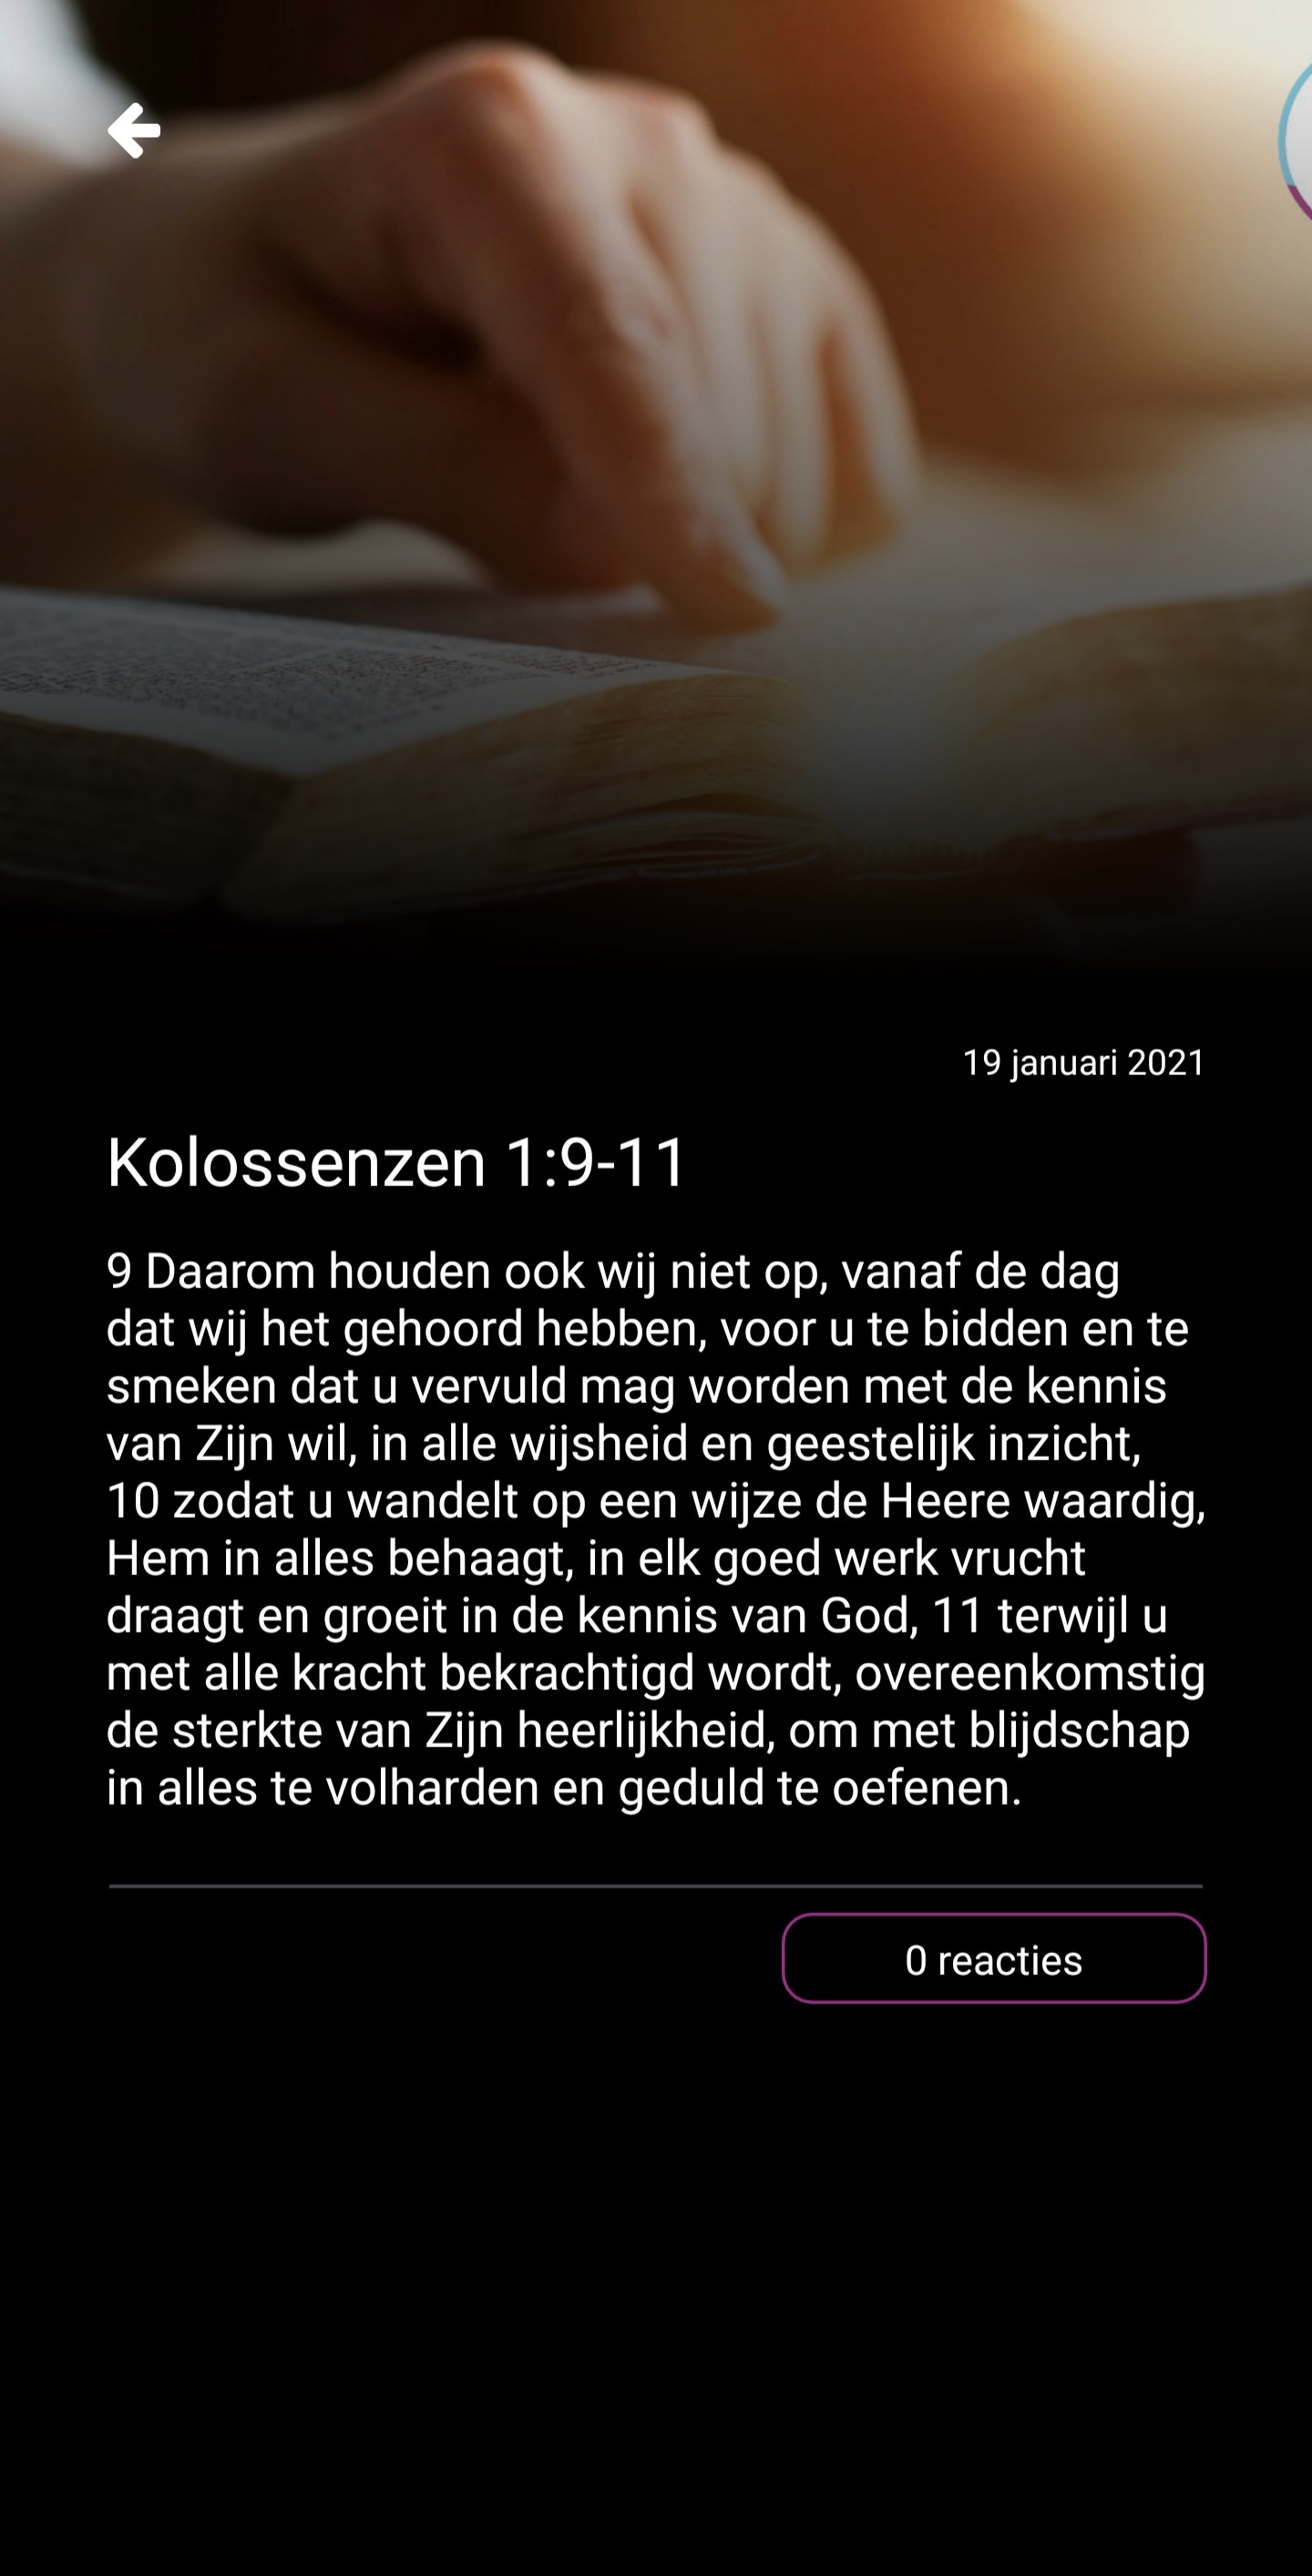 19 januari 2021
Kolossenzen 1:9-11
9 Daarom houden ook wij niet op, vanaf de dag
dat wij het gehoord hebben, voor u te bidden en te
smeken dat u vervuld mag worden met de kennis
van Zijn wil, in alle wijsheid en geestelijk inzicht,
10 zodat u wandelt op een wijze de Heere waardig,
Hem in alles behaagt, in elk goed werk vrucht
draagt en groeit in de kennis van God, 11 terwijl u
met alle kracht bekrachtigd wordt, overeenkomstig
de sterkte van Zijn heerlijkheid, om met blijdschap
in alles te volharden en geduld te oefenen.
0 reacties